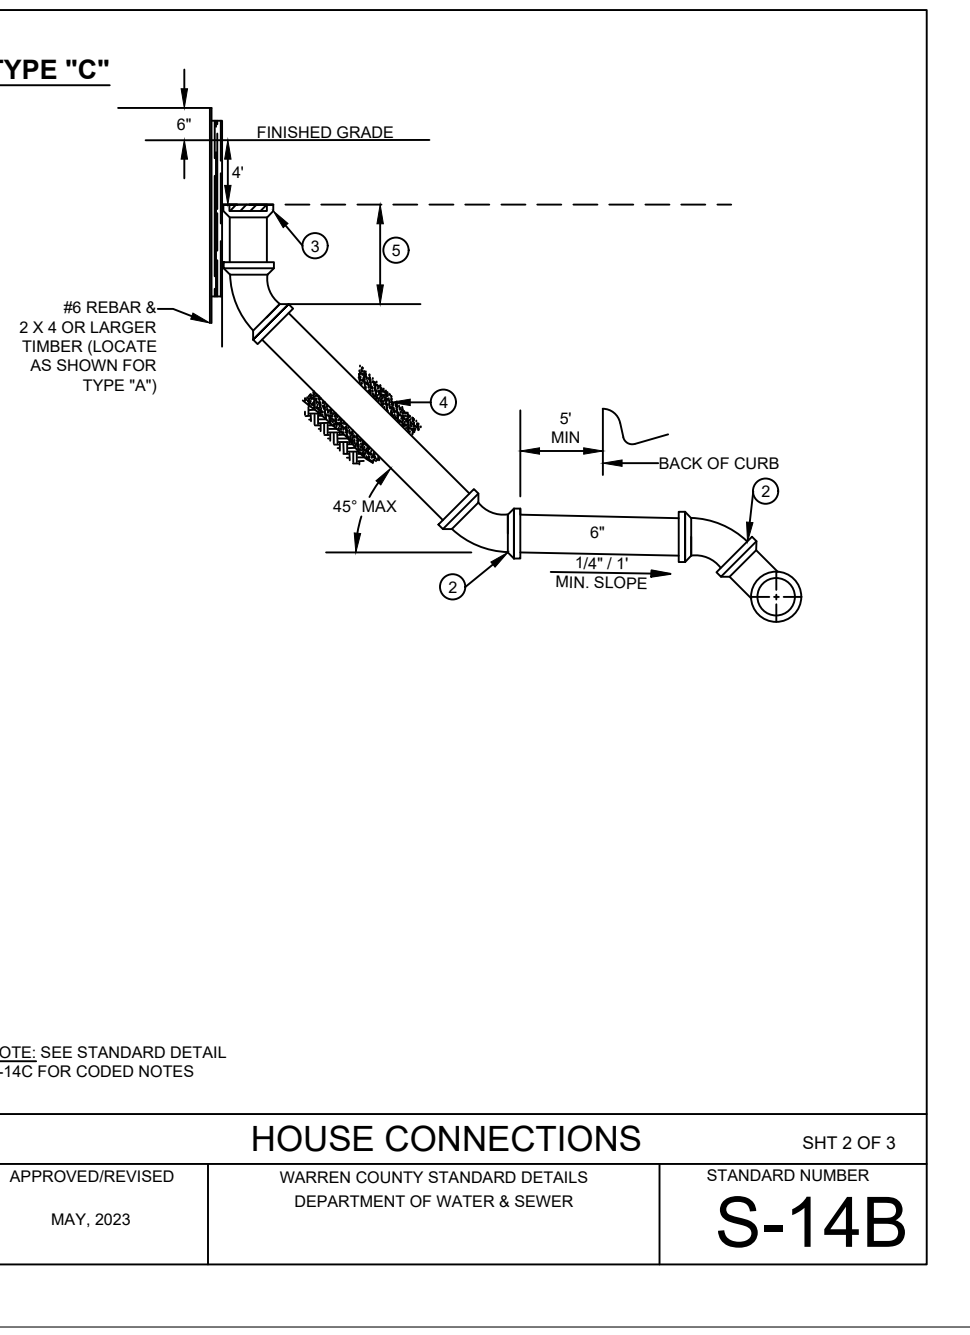 TYPE "C"
6"
FINISHED GRADE
4'
3
5
#6 REBAR &
2 X 4 OR LARGER
TIMBER (LOCATE
AS SHOWN FOR
TYPE "A")
4
5'
MIN
BACK OF CURB
2
45° MAX
6"
1/4" / 1'
MIN. SLOPE
2
OTE: SEE STANDARD DETAIL
-14C FOR CODED NOTES
HOUSE CONNECTIONS
SHT 2 OF 3
APPROVED/REVISED
MAY, 2023
WARREN COUNTY STANDARD DETAILS
DEPARTMENT OF WATER & SEWER
STANDARD NUMBER
S-14B